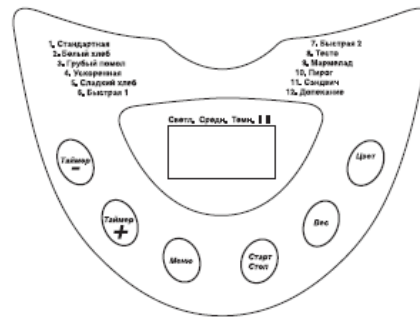 1. Стандартная
2. Белый хлеб
3. Грубый помол
4. Ускоренная
5. Сладкий хлеб
6. Быстрая 1
7. Быстрая 2
8. Тесто
9. Мармелад
10. Пирог
11. Сандвич
12. Допекание
Светл. Средн. Темн. I II
Таймер
–
Таймер
+
Меню
Старт
Стоп
Вес
Цвет